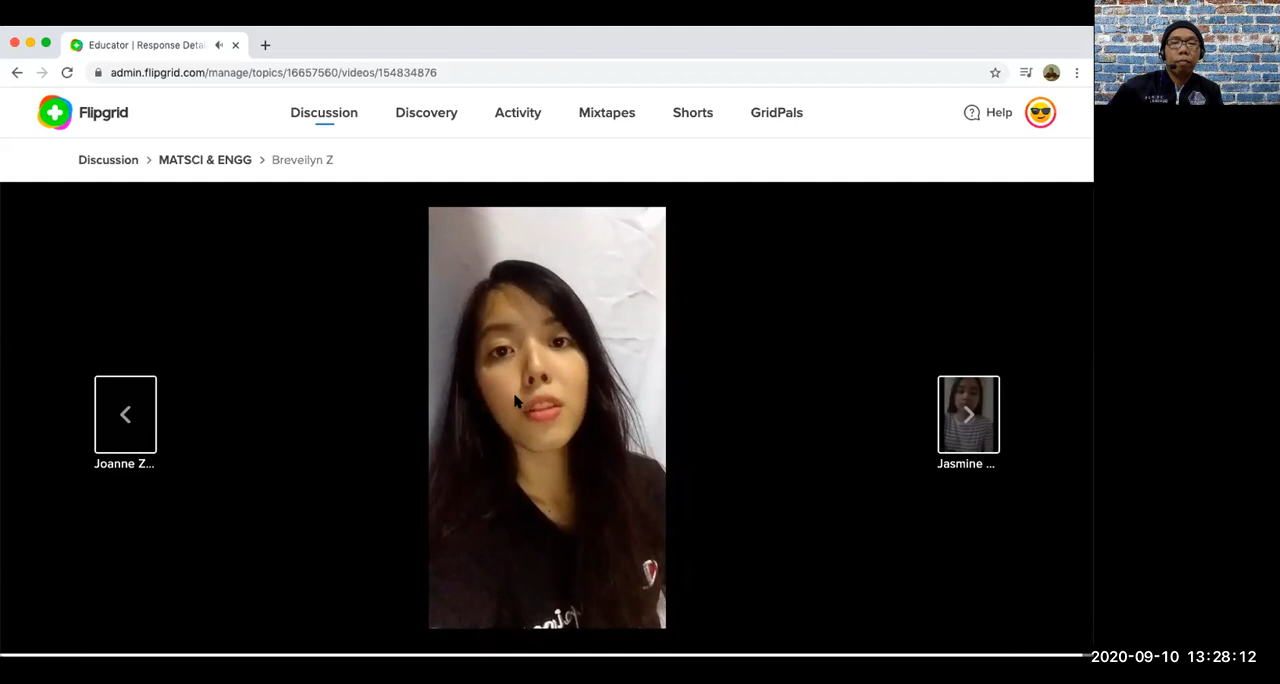 Educator | Response Detai
admin.flipgrid.com/manage/topics/16657560/videos/154834876
Flipgrid
Discussion
Discovery
Activity
Mixtapes
Shorts
GridPals
Help
Discussion > MATSCI & ENGG > Breveilyn Z
Joanne Z...
Jasmine ...
2020-09-10 13:28:12